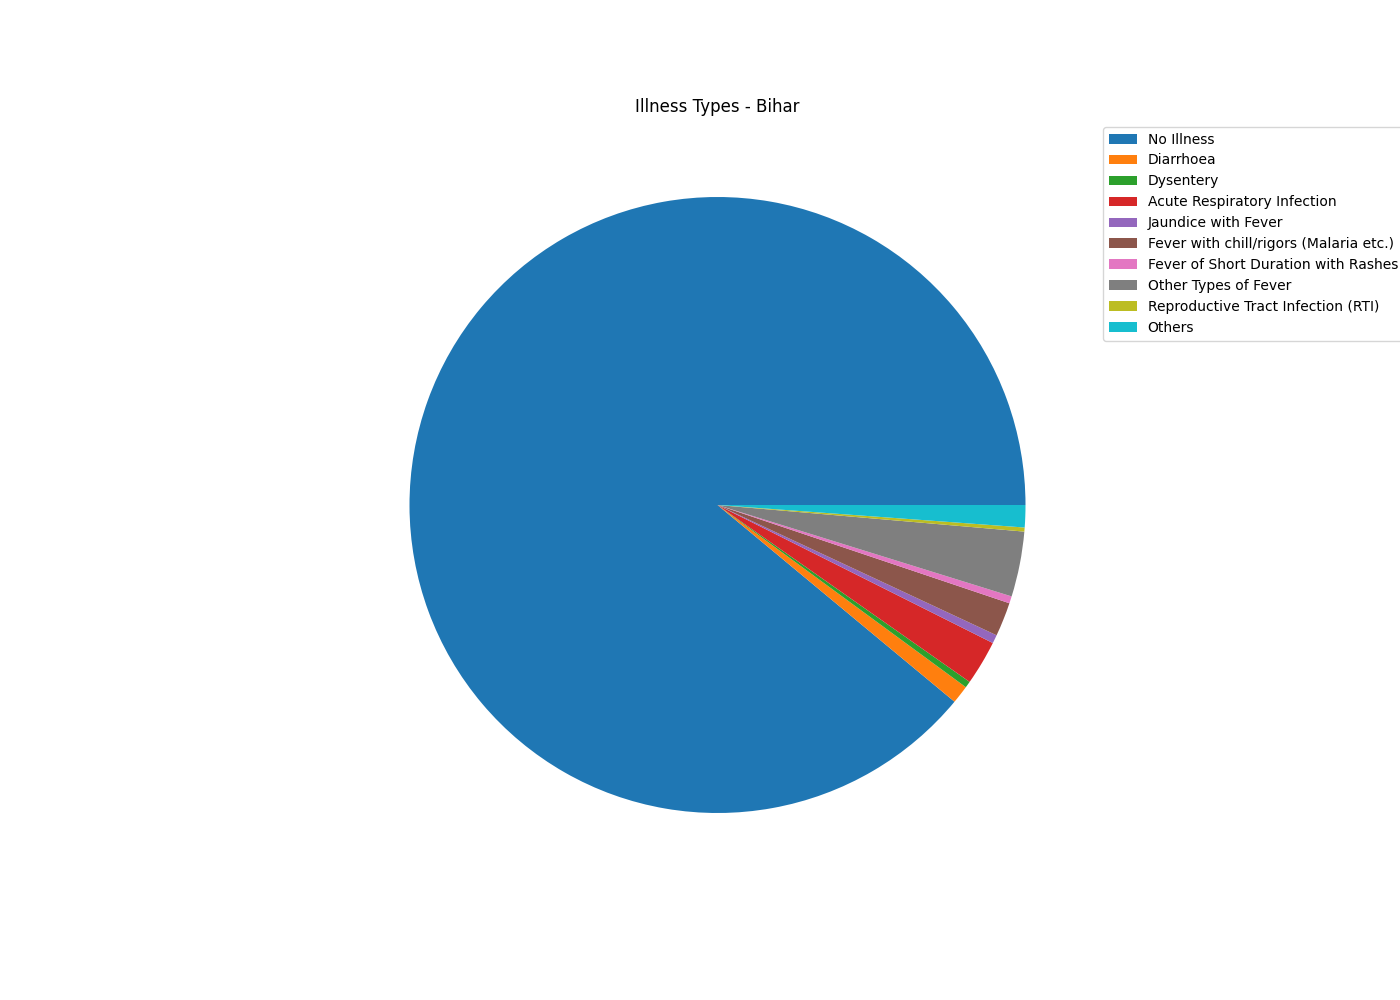 Illness Types - Bihar
No Illness
Diarrhoea
Dysentery
Acute Respiratory Infection
Jaundice with Fever
Fever with chill/rigors (Malaria etc.)
Fever of Short Duration with Rashes
Other Types of Fever
Reproductive Tract Infection (RTI)
Others